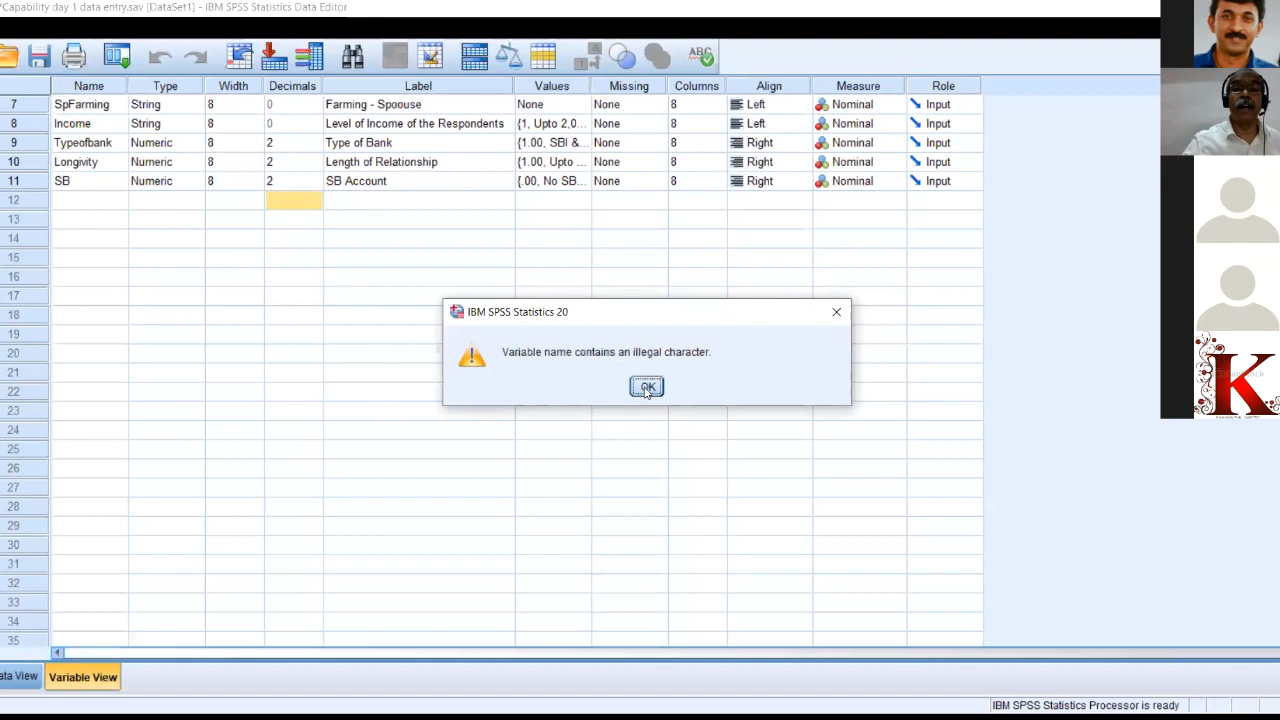 *Capability day 1 data entry.sav [DataSet1] - IBM SPSS Statistics Data Editor
ABC
Name Type Width Decimals Label Values Missing Columns Align Measure Role
7 SpFarming String 8 0 Farming - Spoouse None None 8 Left Nominal Input
8 Income String 8 0 Level of Income of the Respondents {1, Upto 2,0... None 8 Left Nominal Input
9 Typeofbank Numeric 8 2 Type of Bank {1.00, SBI &... None 8 Right Nominal Input
10 Longivity Numeric 8 2 Length of Relationship {1.00, Upto ... None 8 Right Nominal Input
11 SB Numeric 8 2 SB Account {.00, No SB... None 8 Right Nominal Input
12
13
14
15
16
17
18
19
20
21
22
23
24
25
26
27
28
29
30
31
32
33
34
35
IBM SPSS Statistics 20
Variable name contains an illegal character.
OK
K
ata View Variable View
IBM SPSS Statistics Processor is ready